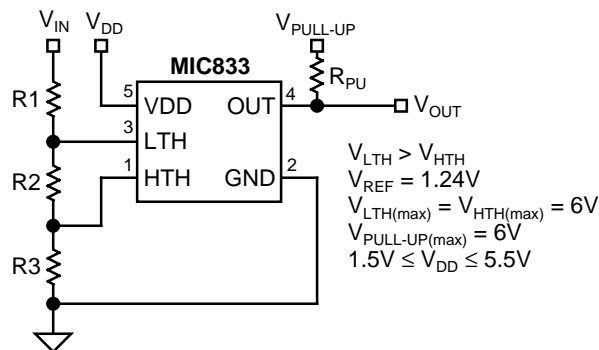 V_IN V_DD V_PULL-UP
MIC833
R1
R_PU
5 VDD OUT 4
V_OUT
3 LTH
R2
1 HTH GND 2
R3
V_LTH > V_HTH
V_REF = 1.24V
V_LTH(max) = V_HTH(max) = 6V
V_PULL-UP(max) = 6V
1.5V ≤ V_DD ≤ 5.5V